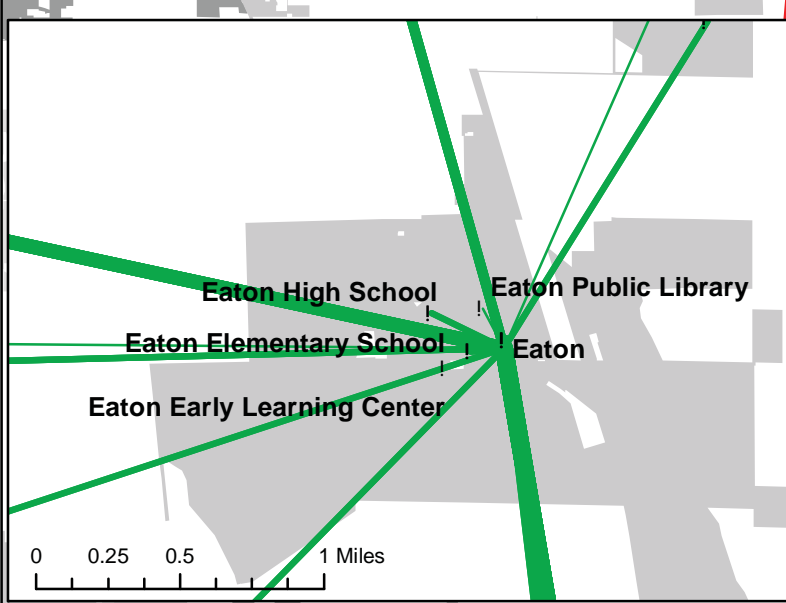 Eaton High School
Eaton Public Library
Eaton Elementary School
Eaton
Eaton Early Learning Center
0 0.25 0.5 1 Miles